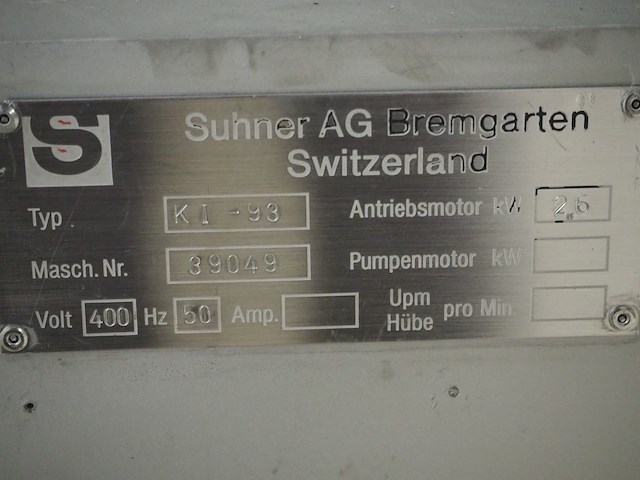 S
Suhner AG Bremgarten
Switzerland
Typ KI-93 Antriebsmotor kW 2,6
Masch. Nr. 39049 Pumpenmotor kW
Volt 400 Hz 50 Amp. Upm Hübe pro Min